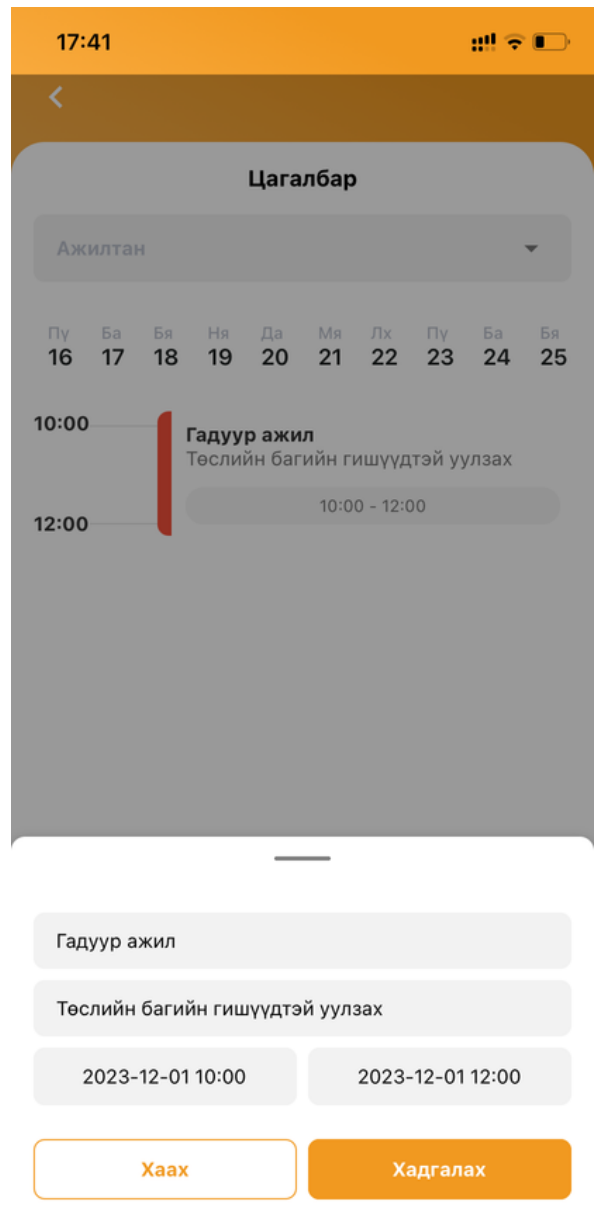 17:41
Цагалбар
Ажилтан
Пү Ба Бя Ня Да Мя Лх Пү Ба Бя
16 17 18 19 20 21 22 23 24 25
10:00
Гадуур ажил
Төслийн багийн гишүүдтэй уулзах
10:00 - 12:00
12:00
Гадуур ажил
Төслийн багийн гишүүдтэй уулзах
2023-12-01 10:00 2023-12-01 12:00
Хаах Хадгалах